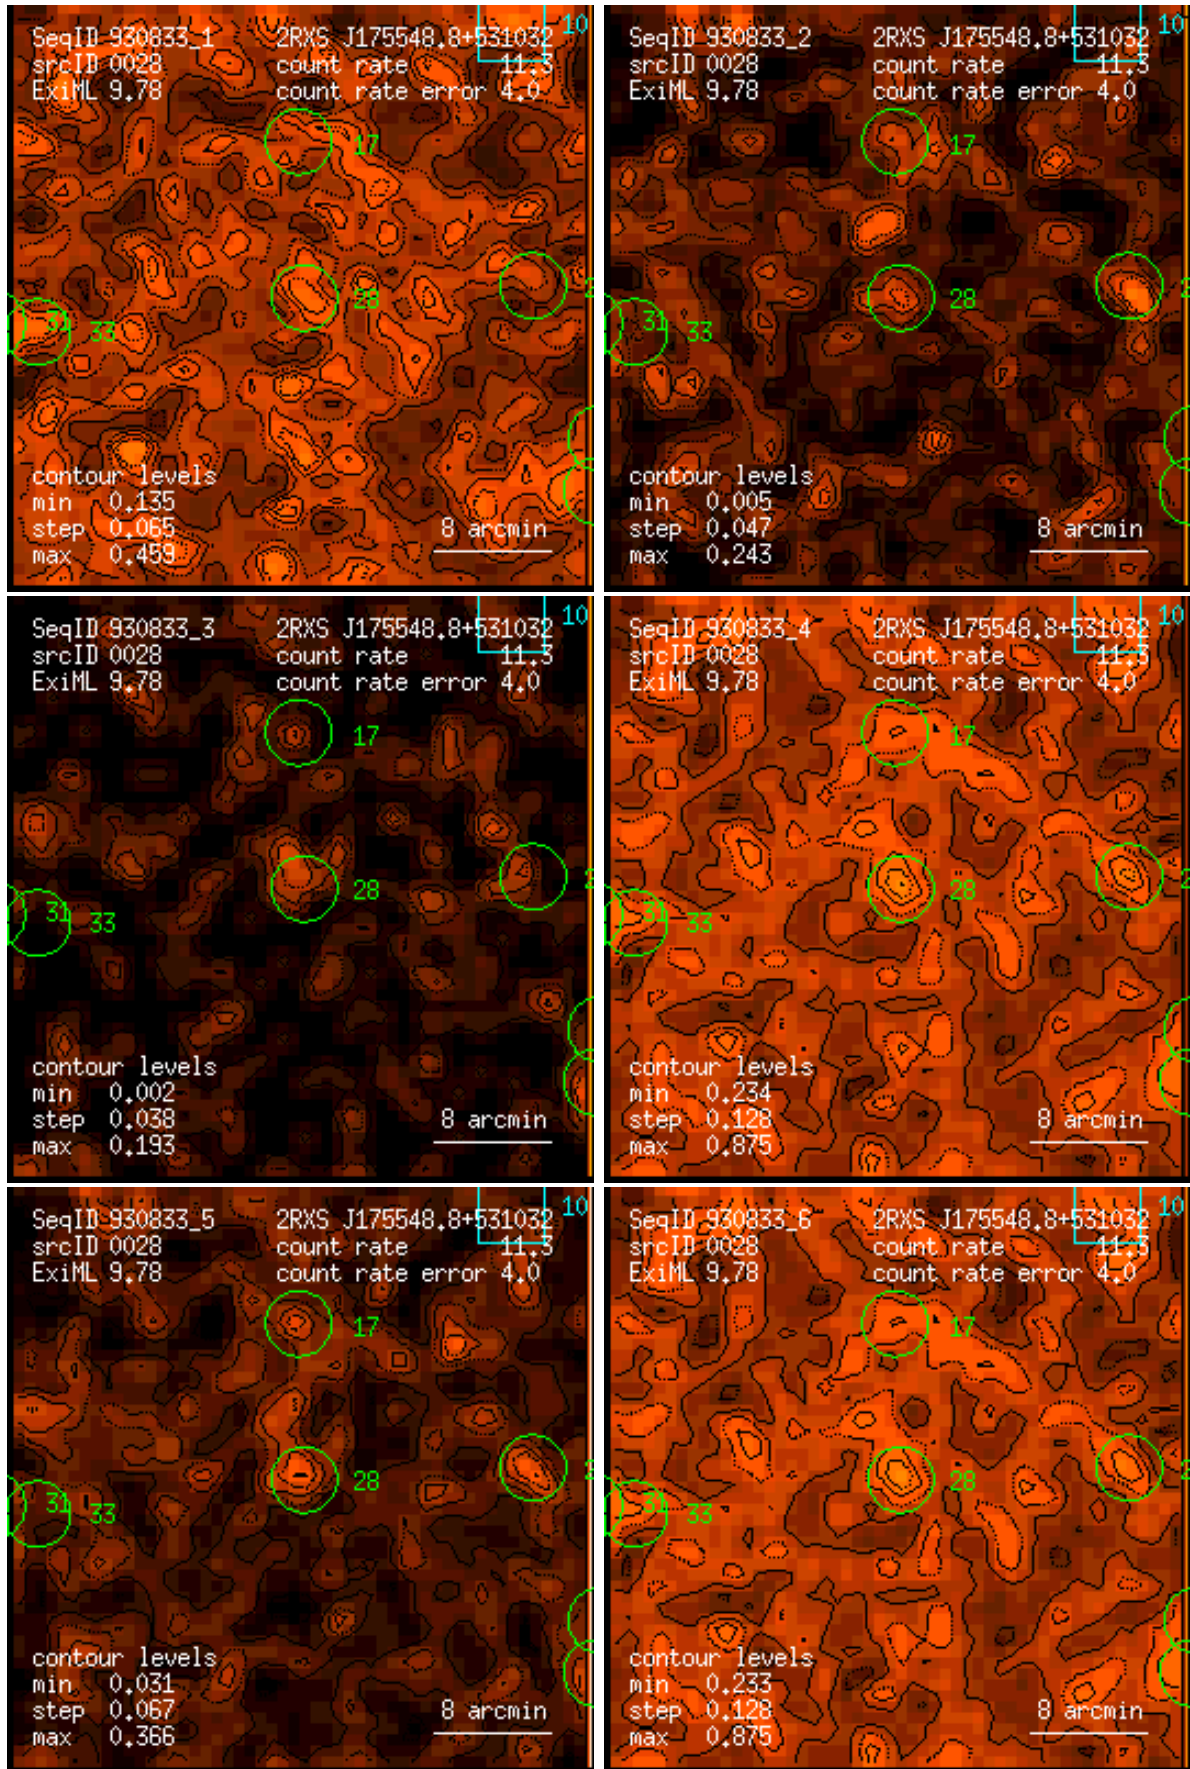 SeqID 930833_1 2RXS J175548.8+531032 10
srcID 0028 count rate 11.3
ExiML 9.78 count rate error 4.0
17
28
2
31 33
contour levels
min 0.135
step 0.065 8 arcmin
max 0.459
SeqID 930833_2 2RXS J175548.8+531032 10
srcID 0028 count rate 11.3
ExiML 9.78 count rate error 4.0
17
28
2
31 33
contour levels
min 0.005
step 0.047 8 arcmin
max 0.243
SeqID 930833_3 2RXS J175548.8+531032 10
srcID 0028 count rate 11.3
ExiML 9.78 count rate error 4.0
17
28
2
31 33
contour levels
min 0.002
step 0.038 8 arcmin
max 0.193
SeqID 930833_4 2RXS J175548.8+531032 10
srcID 0028 count rate 11.3
ExiML 9.78 count rate error 4.0
17
28
2
31 33
contour levels
min 0.234
step 0.128 8 arcmin
max 0.875
SeqID 930833_5 2RXS J175548.8+531032 10
srcID 0028 count rate 11.3
ExiML 9.78 count rate error 4.0
17
28
2
31 33
contour levels
min 0.031
step 0.067 8 arcmin
max 0.366
SeqID 930833_6 2RXS J175548.8+531032 10
srcID 0028 count rate 11.3
ExiML 9.78 count rate error 4.0
17
28
2
31 33
contour levels
min 0.233
step 0.128 8 arcmin
max 0.875